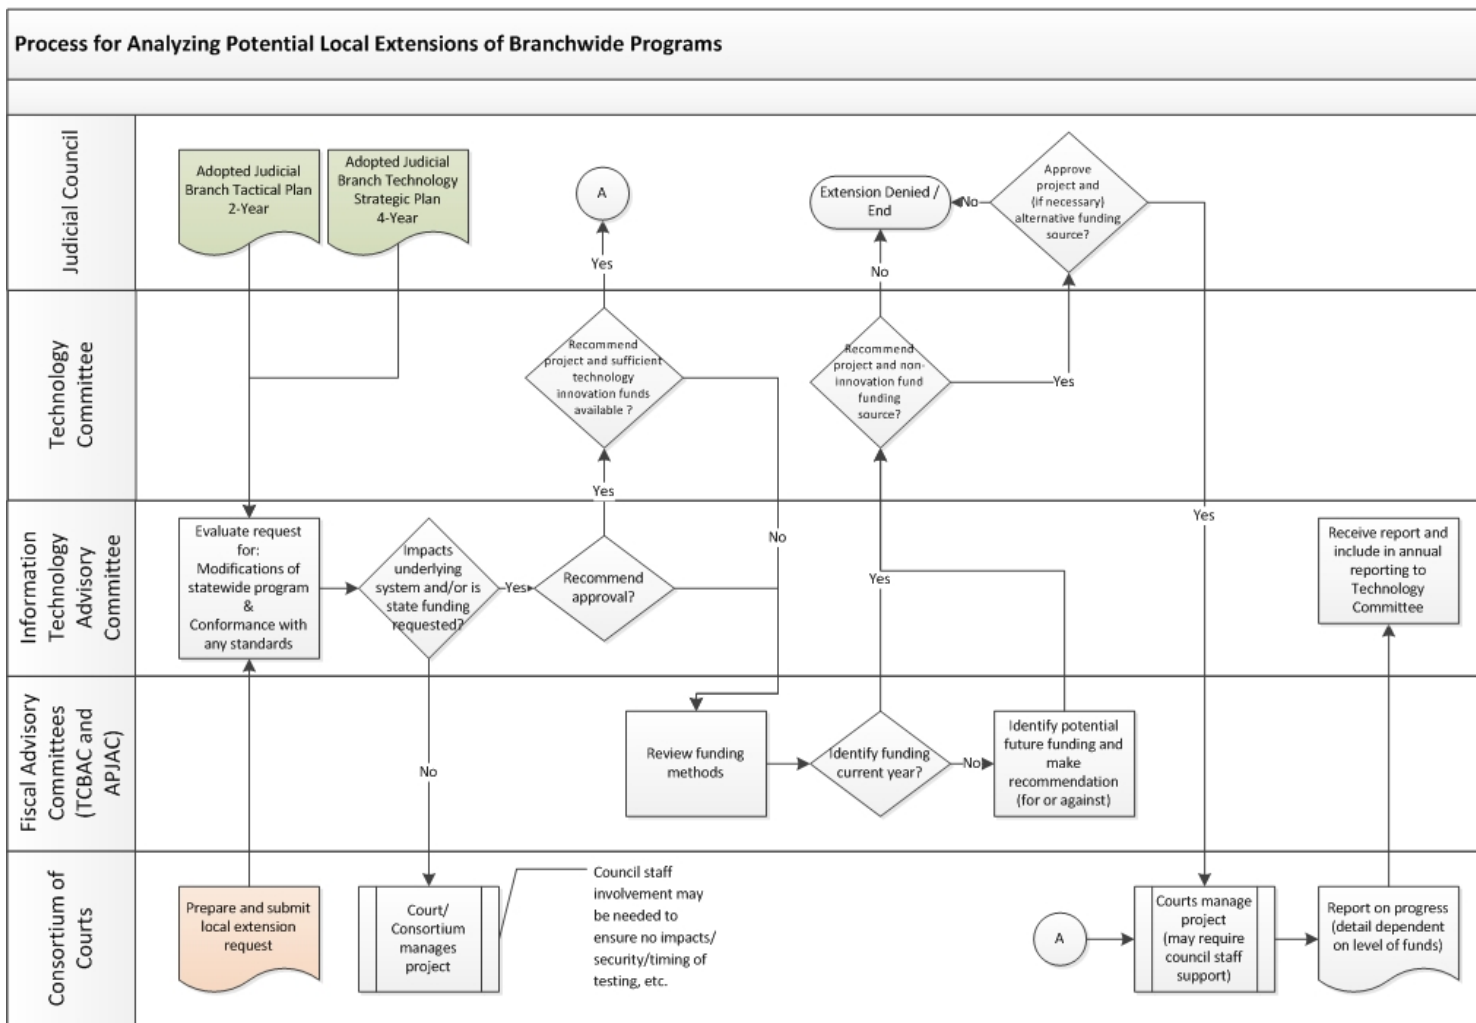 Process for Analyzing Potential Local Extensions of Branchwide Programs
Judicial Council
Adopted Judicial
Branch Tactical Plan
2-Year
Adopted Judicial
Branch Technology
Strategic Plan
4-Year
A
Yes
Extension Denied /
End
No
No
Approve
project and
(if necessary)
alternative funding
source?
Technology
Committee
Recommend
project and sufficient
technology
innovation funds
available ?
Yes
Recommend
project and non-
innovation fund
funding
source?
Yes
Information
Technology
Advisory
Committee
Evaluate request
for:
Modifications of
statewide program
&
Conformance with
any standards
Impacts
underlying
system and/or is
state funding
requested?
Yes
Recommend
approval?
No
Yes
Yes
Receive report and
include in annual
reporting to
Technology
Committee
Fiscal Advisory
Committees
(TCBAC and
APJAC)
No
Review funding
methods
Identify funding
current year?
No
Identify potential
future funding and
make
recommendation
(for or against)
Consortium of
Courts
Prepare and submit
local extension
request
Court/
Consortium
manages
project
Council staff
involvement may
be needed to
ensure no impacts/
security/timing of
testing, etc.
A
Courts manage
project
(may require
council staff
support)
Report on progress
(detail dependent
on level of funds)